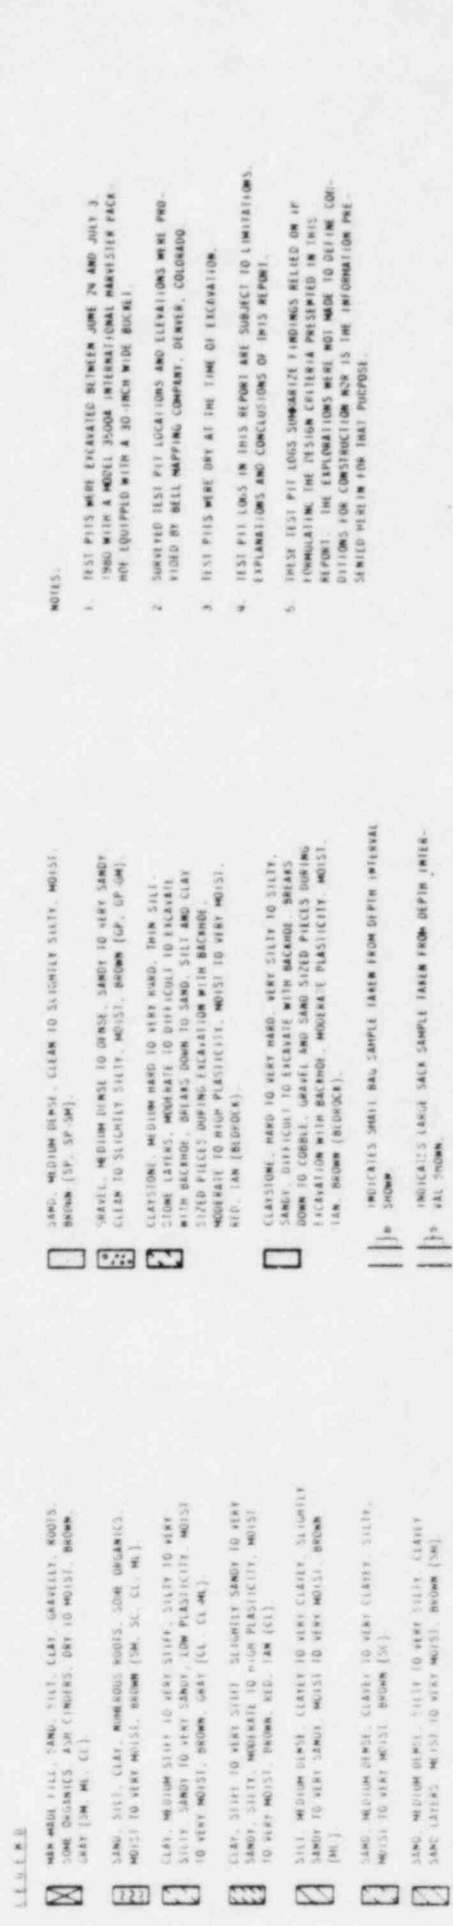 LEGEND
MAN-MADE FILL, SAND, SILT, CLAY, GRAVELLY, ROOTS,
SOME ORGANICS, ASH CINDERS, DRY TO MOIST, BROWN,
GRAY (SM, ML, CL).
SAND, SILT, CLAY, NUMEROUS ROOTS, SOME ORGANICS,
MOIST TO VERY MOIST, BROWN (SM, SC, CL, ML).
CLAY, MEDIUM STIFF TO VERY STIFF, SILTY TO VERY
SILTY, SANDY TO VERY SANDY, LOW PLASTICITY, MOIST
TO VERY MOIST, BROWN, GRAY (CL, CL-ML).
CLAY, STIFF TO VERY STIFF, SLIGHTLY SANDY TO VERY
SANDY, SILTY, MODERATE TO HIGH PLASTICITY, MOIST
TO VERY MOIST, BROWN, RED, TAN (CL)
SILT, MEDIUM DENSE, CLAYEY TO VERY CLAYEY, SLIGHTLY
SANDY TO VERY SANDY, MOIST TO VERY MOIST, BROWN
(ML).
SAND, MEDIUM DENSE, CLAYEY TO VERY CLAYEY, SILTY,
MOIST TO VERY MOIST, BROWN (SC).
SAND, MEDIUM DENSE, SILTY TO VERY SILTY, CLAYEY
SAND LAYERS, MOIST TO VERY MOIST, BROWN (SM).
SAND, MEDIUM DENSE, CLEAN TO SLIGHTLY SILTY, MOIST,
BROWN (SP, SP-SM).
GRAVEL, MEDIUM DENSE TO DENSE, SANDY TO VERY SANDY,
CLEAN TO SLIGHTLY SILTY, MOIST, BROWN (GP, GP-GM).
CLAYSTONE, MEDIUM HARD TO VERY HARD, THIN SILT-
STONE LAYERS, MODERATE TO DIFFICULT TO EXCAVATE
WITH BACKHOE, BREAKS DOWN TO SAND, SILT AND CLAY
SIZED PIECES DURING EXCAVATION WITH BACKHOE,
MODERATE TO HIGH PLASTICITY, MOIST TO VERY MOIST,
RED, TAN (BEDROCK).
CLAYSTONE, HARD TO VERY HARD, VERY SILTY TO SILTY,
SANDY, DIFFICULT TO EXCAVATE WITH BACKHOE, BREAKS
DOWN TO COBBLE, GRAVEL AND SAND SIZED PIECES DURING
EXCAVATION WITH BACKHOE, MODERATE PLASTICITY, MOIST,
TAN, BROWN (BEDROCK).
B INDICATES SMALL BAG SAMPLE TAKEN FROM DEPTH INTERVAL
SHOWN
S INDICATES LARGE SACK SAMPLE TAKEN FROM DEPTH INTER-
VAL SHOWN.
NOTES:
1. TEST PITS WERE EXCAVATED BETWEEN JUNE 24 AND JULY 3,
1980 WITH A MODEL 3500A INTERNATIONAL HARVESTER BACK-
HOE EQUIPPED WITH A 30-INCH WIDE BUCKET.
2. SURVEYED TEST PIT LOCATIONS AND ELEVATIONS WERE PRO-
VIDED BY BELL MAPPING COMPANY, DENVER, COLORADO.
3. TEST PITS WERE DRY AT THE TIME OF EXCAVATION.
4. TEST PIT LOGS IN THIS REPORT ARE SUBJECT TO LIMITATIONS,
EXPLANATIONS AND CONCLUSIONS OF THIS REPORT.
5. THESE TEST PIT LOGS SUMMARIZE FINDINGS RELIED ON IN
FORMULATING THE DESIGN CRITERIA PRESENTED IN THIS
REPORT. THE EXPLORATIONS WERE NOT MADE TO DEFINE CON-
DITIONS FOR CONSTRUCTION NOR IS THE INFORMATION PRE-
SENTED HEREIN FOR THAT PURPOSE.